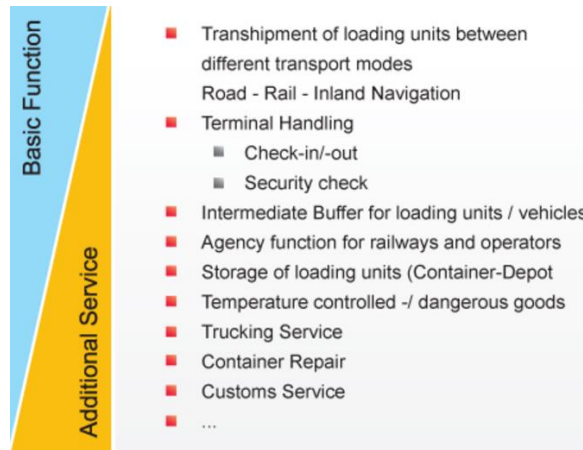 Basic Function
Additional Service
Transhipment of loading units between
different transport modes
Road - Rail - Inland Navigation
Terminal Handling
Check-in/-out
Security check
Intermediate Buffer for loading units / vehicles
Agency function for railways and operators
Storage of loading units (Container-Depot
Temperature controlled -/ dangerous goods
Trucking Service
Container Repair
Customs Service
...